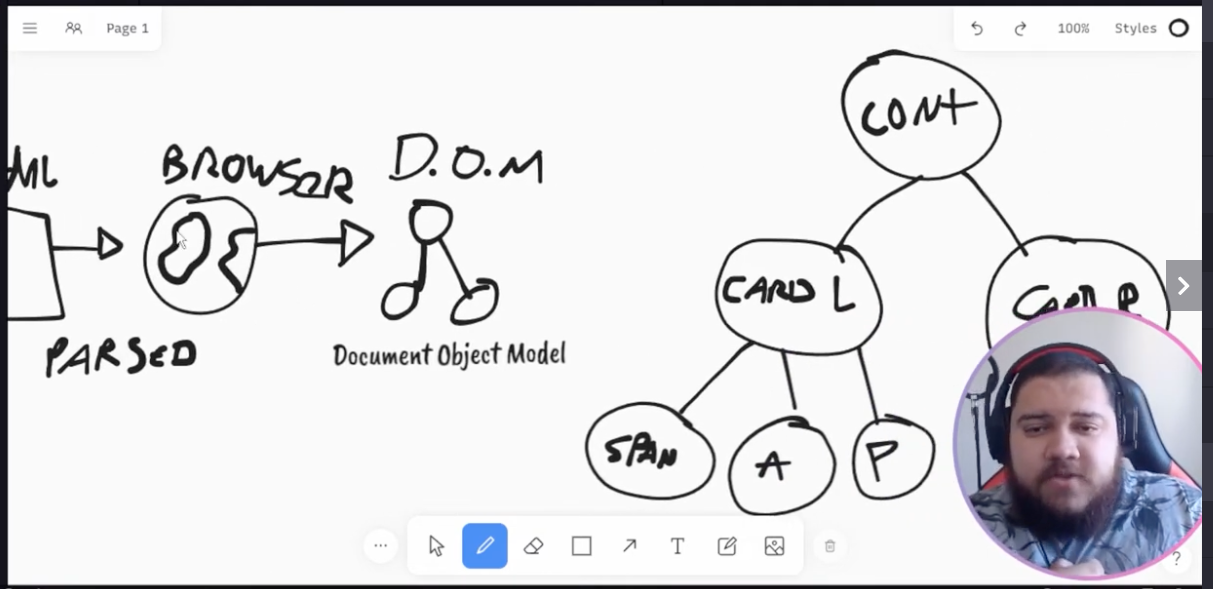 Page 1
100%
Styles
CONT
ML
BROWSER
D.O.M
CARD L
CARD R
PARSED
Document Object Model
SPAN
A
P
T
?